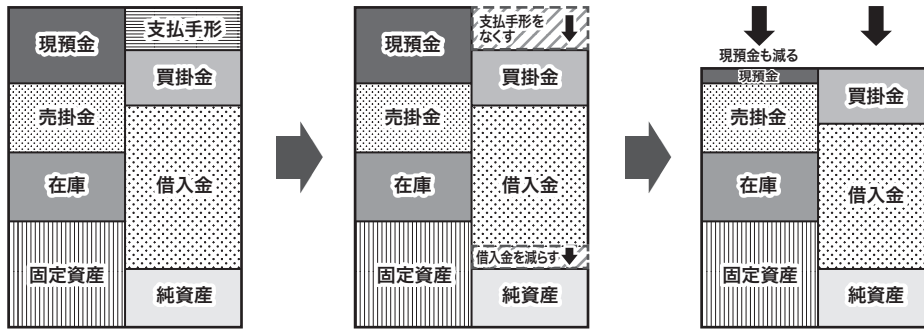 現預金
支払手形
買掛金
売掛金
在庫
借入金
固定資産
純資産
現預金
支払手形を
なくす
買掛金
売掛金
在庫
借入金
借入金を減らす
固定資産
純資産
現預金も減る
現預金
買掛金
売掛金
在庫
借入金
固定資産
純資産